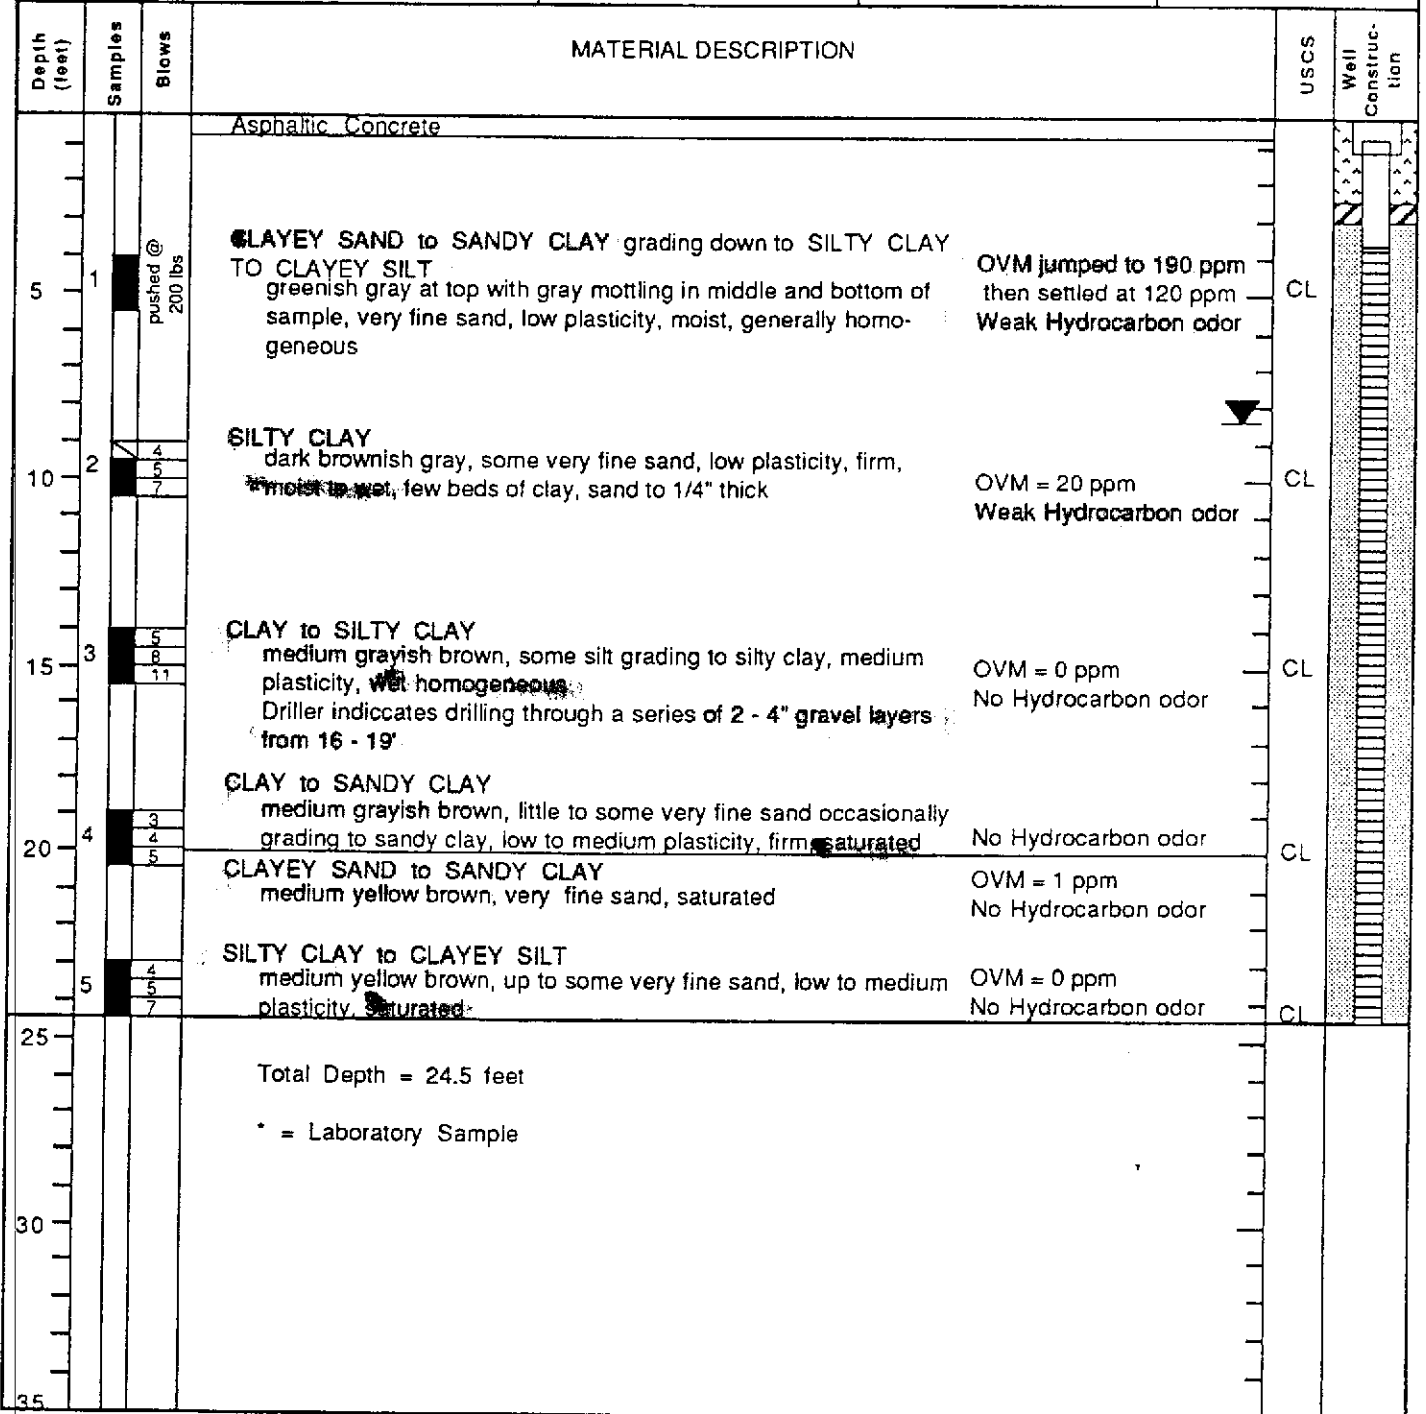 Depth (feet)
Samples
Blows
MATERIAL DESCRIPTION
USCS
Well Construc- tion
Asphaltic Concrete
CLAYEY SAND to SANDY CLAY grading down to SILTY CLAY
TO CLAYEY SILT
greenish gray at top with gray mottling in middle and bottom of
sample, very fine sand, low plasticity, moist, generally homo-
geneous
OVM jumped to 190 ppm
then settled at 120 ppm
Weak Hydrocarbon odor
5
1
pushed @
200 lbs
CL
SILTY CLAY
dark brownish gray, some very fine sand, low plasticity, firm,
moist to wet, few beds of clay, sand to 1/4" thick
OVM = 20 ppm
Weak Hydrocarbon odor
10
2
4
5
7
CL
CLAY to SILTY CLAY
medium grayish brown, some silt grading to silty clay, medium
plasticity, wet homogeneous
Driller indiccates drilling through a series of 2 - 4" gravel layers
from 16 - 19'
OVM = 0 ppm
No Hydrocarbon odor
15
3
5
8
11
CL
CLAY to SANDY CLAY
medium grayish brown, little to some very fine sand occasionally
grading to sandy clay, low to medium plasticity, firm saturated
No Hydrocarbon odor
20
4
3
4
5
CL
CLAYEY SAND to SANDY CLAY
medium yellow brown, very fine sand, saturated
OVM = 1 ppm
No Hydrocarbon odor
SILTY CLAY to CLAYEY SILT
medium yellow brown, up to some very fine sand, low to medium
plasticity, saturated
OVM = 0 ppm
No Hydrocarbon odor
5
4
5
7
CL
25
Total Depth = 24.5 feet
* = Laboratory Sample
30
35